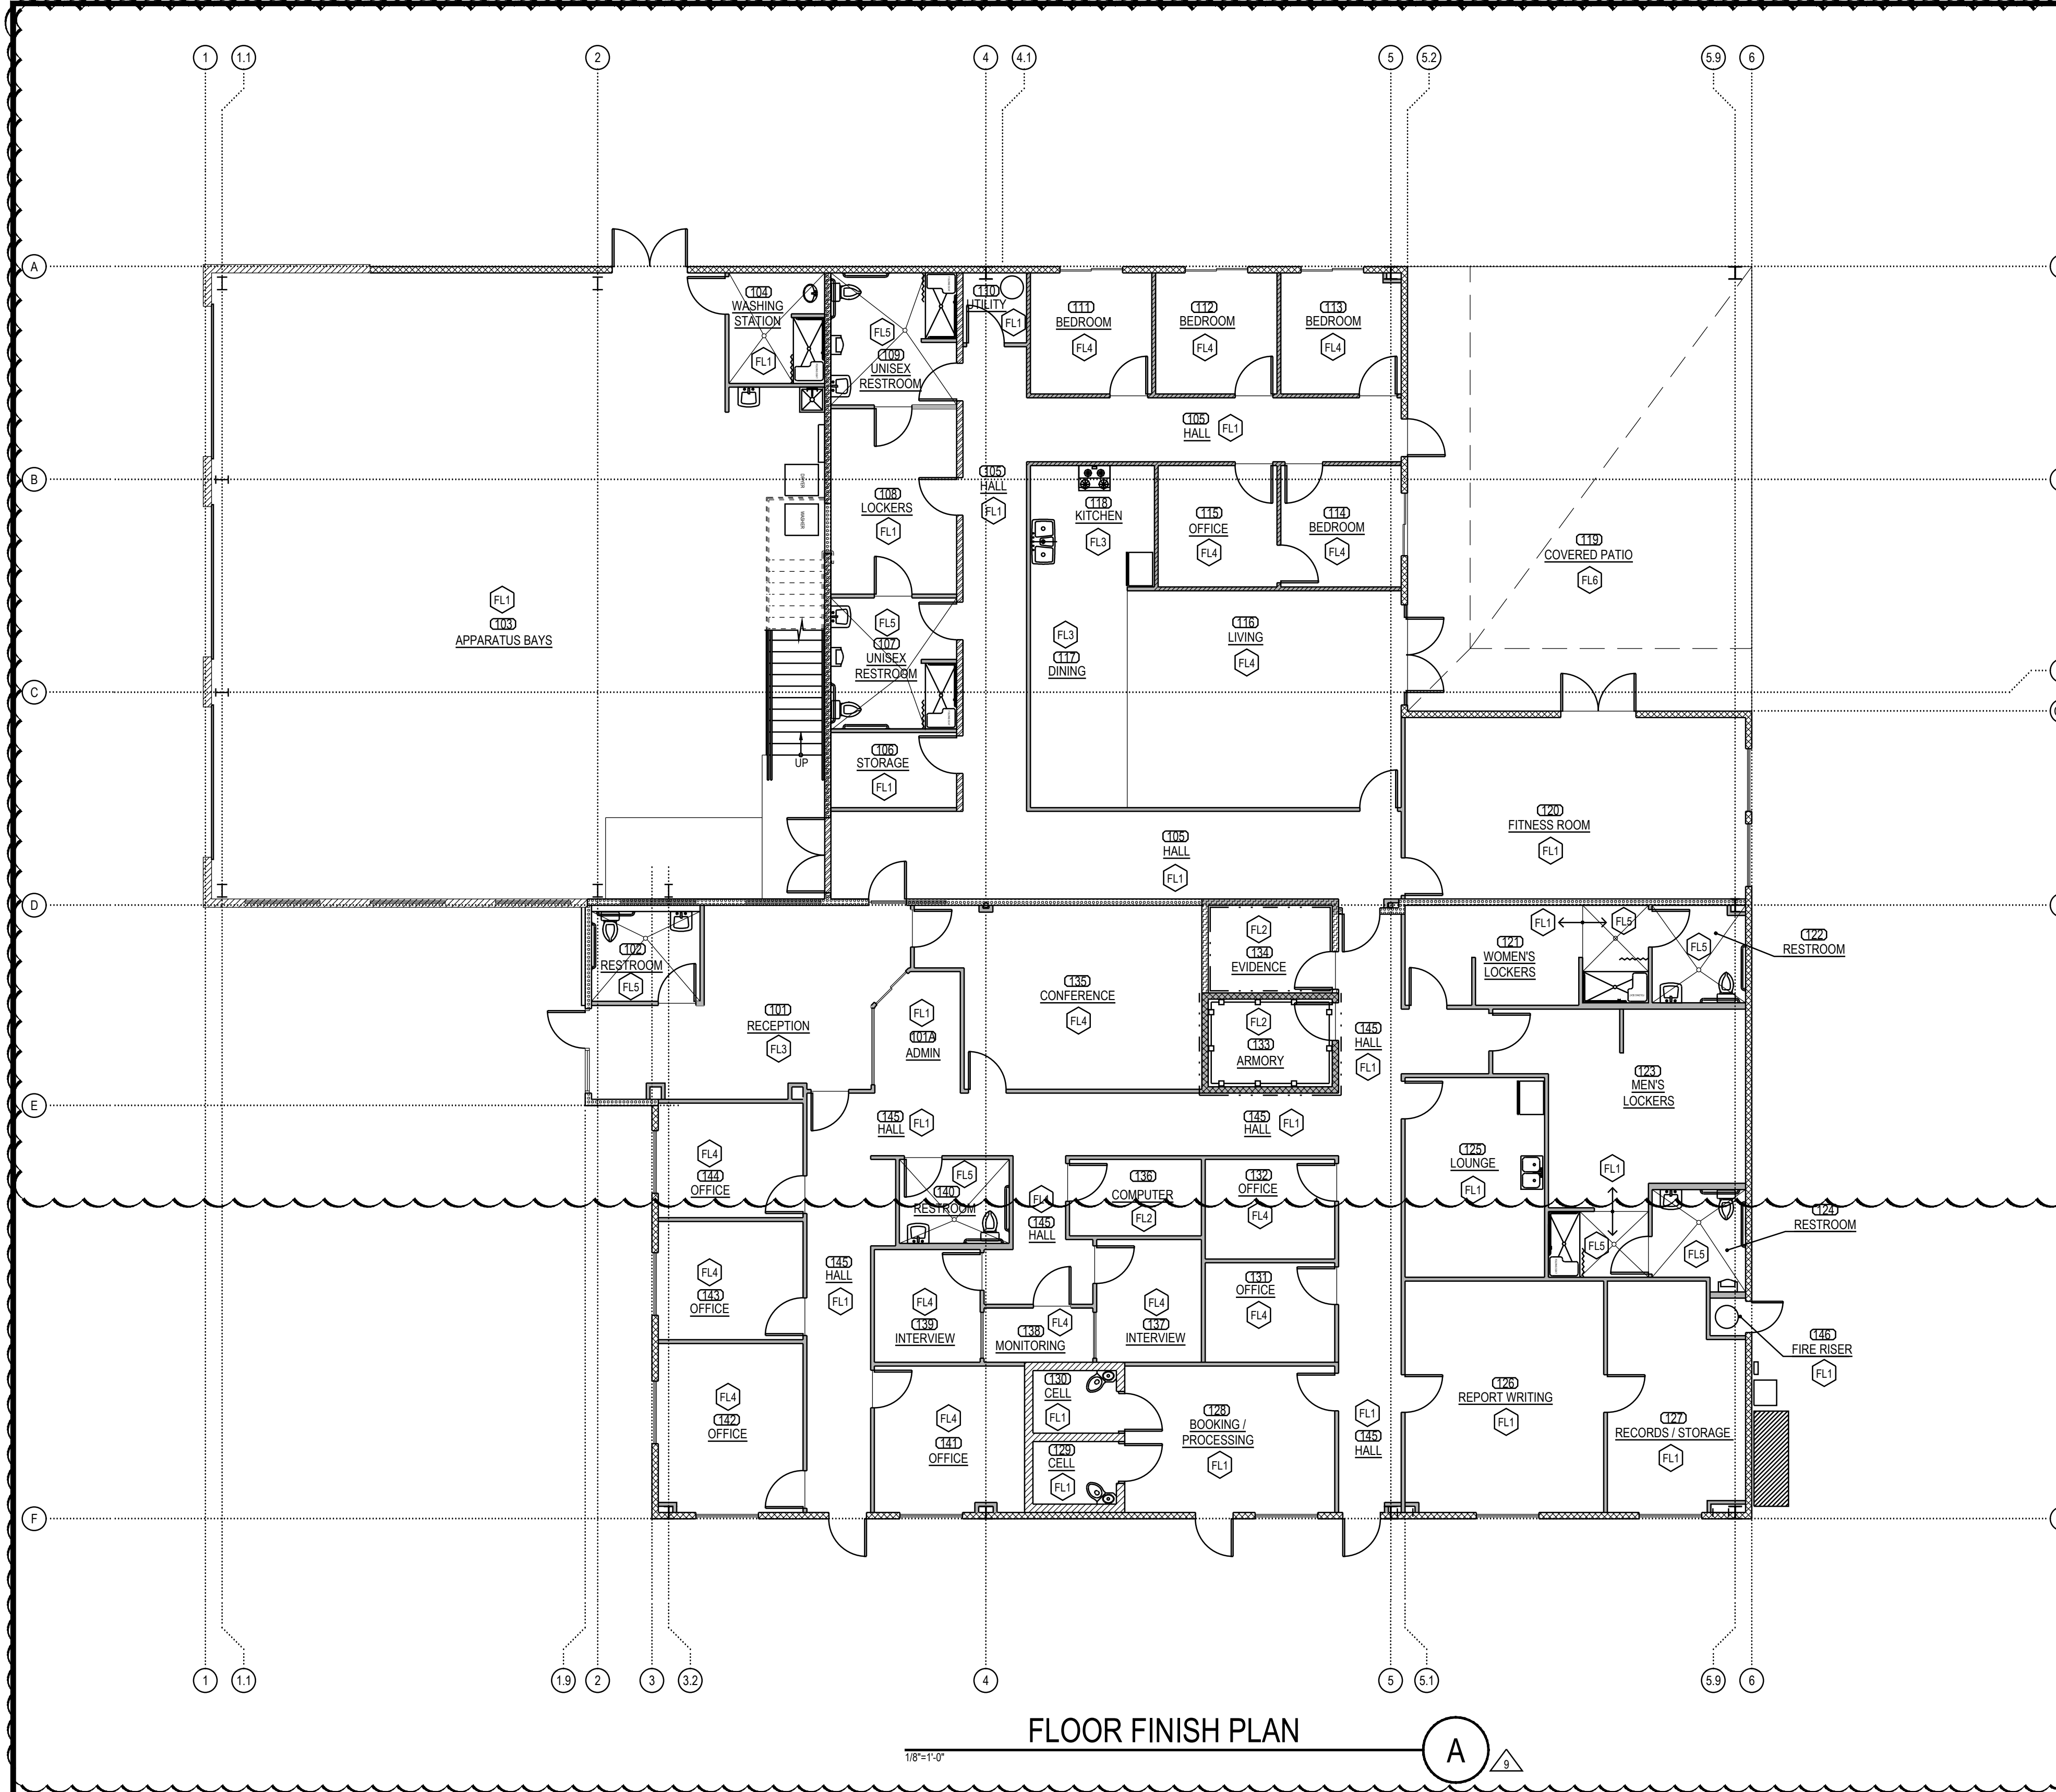 1 1.1 2 4 4.1 5 5.2 5.9 6
A
104
WASHING
STATION
FL1
FL5
109
UNISEX
RESTROOM
110
UTILITY
FL1
111
BEDROOM
FL4
112
BEDROOM
FL4
113
BEDROOM
FL4
105
HALL
FL1
B
DRYER
WASHER
108
LOCKERS
FL1
105
HALL
FL1
118
KITCHEN
FL3
115
OFFICE
FL4
114
BEDROOM
FL4
119
COVERED PATIO
FL6
FL1
103
APPARATUS BAYS
FL5
107
UNISEX
RESTROOM
FL3
117
DINING
116
LIVING
FL4
C
UP
106
STORAGE
FL1
105
HALL
FL1
120
FITNESS ROOM
FL1
D
102
RESTROOM
FL5
101
RECEPTION
FL3
FL1
101A
ADMIN
135
CONFERENCE
FL4
FL2
134
EVIDENCE
FL2
133
ARMORY
145
HALL
FL1
FL1
121
WOMEN'S
LOCKERS
FL5
FL5
122
RESTROOM
123
MEN'S
LOCKERS
E
145
HALL
FL1
145
HALL
FL1
FL4
144
OFFICE
FL5
140
RESTROOM
FL1
145
HALL
136
COMPUTER
FL2
132
OFFICE
FL4
125
LOUNGE
FL1
FL1
FL5
FL5
124
RESTROOM
FL4
143
OFFICE
145
HALL
FL1
FL4
139
INTERVIEW
FL4
138
MONITORING
FL4
137
INTERVIEW
131
OFFICE
FL4
146
FIRE RISER
FL1
FL4
142
OFFICE
FL4
141
OFFICE
130
CELL
FL1
129
CELL
FL1
128
BOOKING /
PROCESSING
FL1
FL1
145
HALL
126
REPORT WRITING
FL1
127
RECORDS / STORAGE
FL1
F
1 1.1 1.9 2 3 3.2 4 5 5.1 5.9 6
FLOOR FINISH PLAN
1/8"=1'-0"
A
9